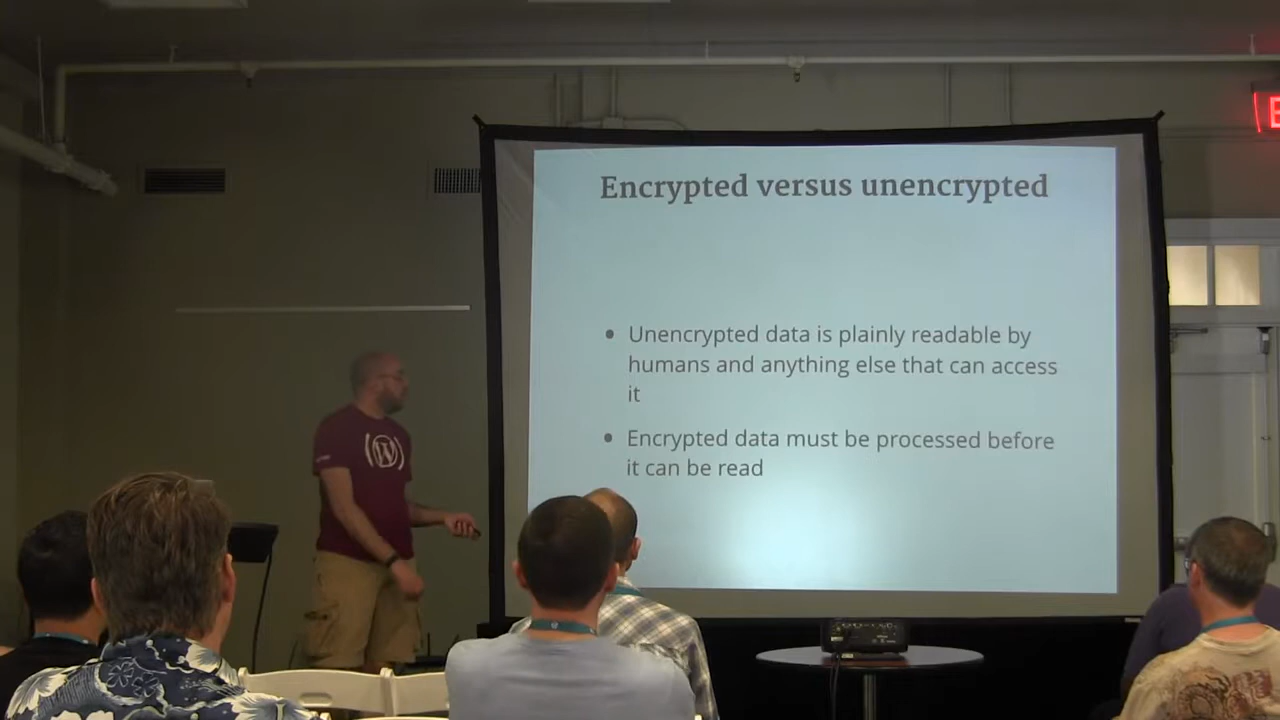 Encrypted versus unencrypted
• Unencrypted data is plainly readable by
humans and anything else that can access
it
• Encrypted data must be processed before
it can be read
(W)
E